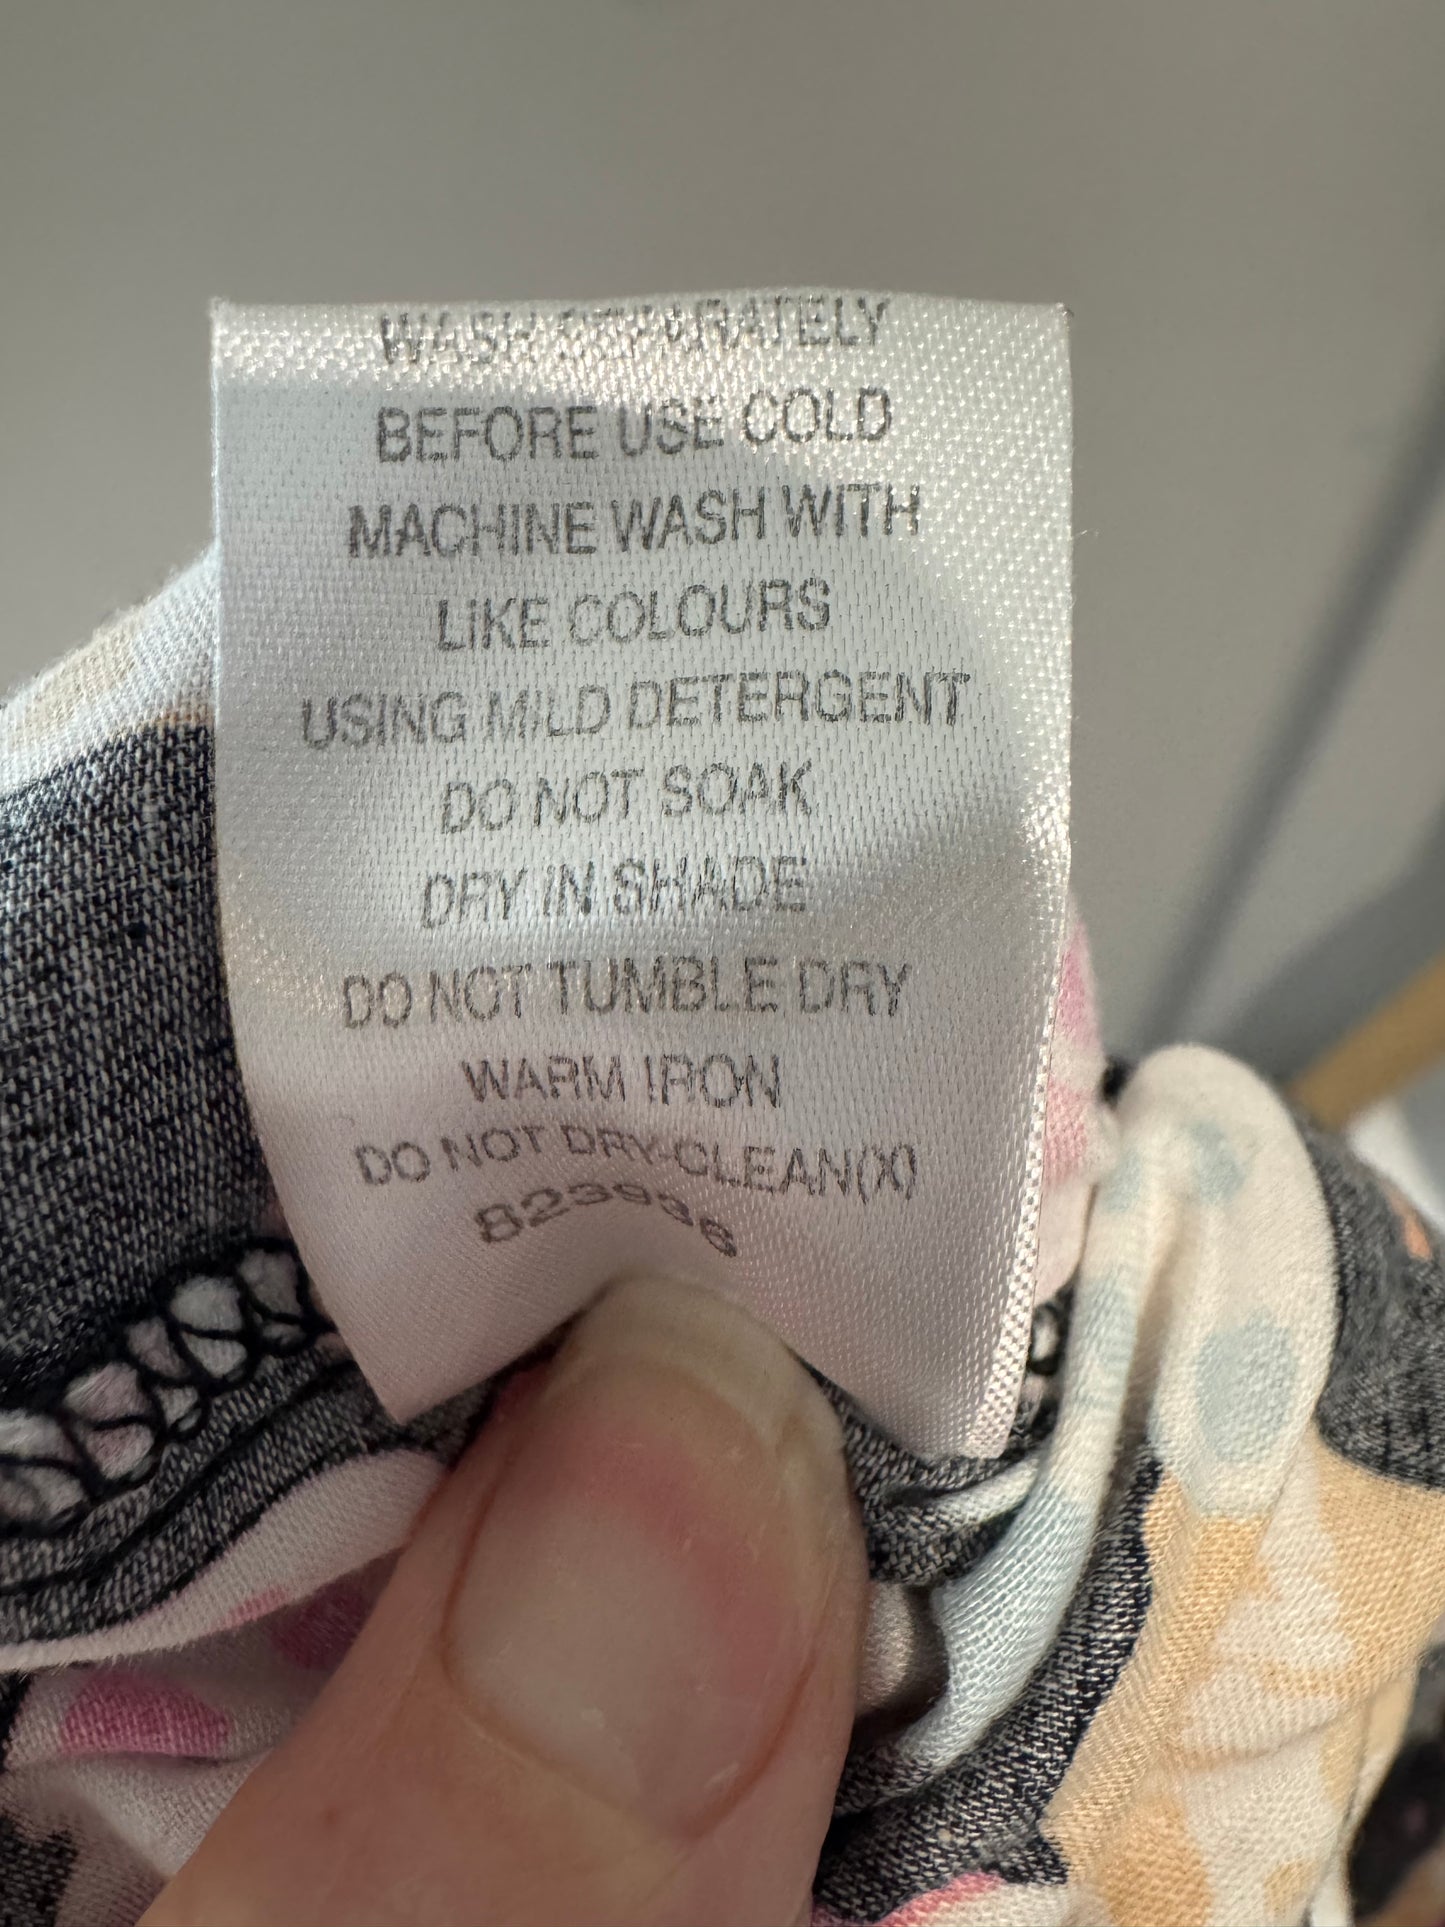 WASH SEPARATELY
BEFORE USE COLD
MACHINE WASH WITH
LIKE COLOURS
USING MILD DETERGENT
DO NOT SOAK
DRY IN SHADE
DO NOT TUMBLE DRY
WARM IRON
DO NOT DRY-CLEAN(X)
823936